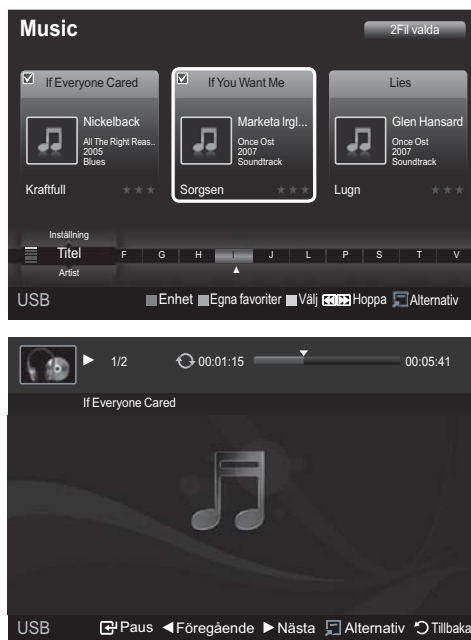 Music
2Fil valda
If Everyone Cared
If You Want Me
Lies
Nickelback
All The Right Reas..
2005
Blues
Marketa Irgl...
Once Ost
2007
Soundtrack
Glen Hansard
Once Ost
2007
Soundtrack
Kraftfull
Sorgsen
Lugn
Inställning
Titel F G H I J L P S T V
Artist
USB Enhet Egna favoriter Välj Hoppa Alternativ
1/2 00:01:15 00:05:41
If Everyone Cared
USB Paus Föregående Nästa Alternativ Tillbaka